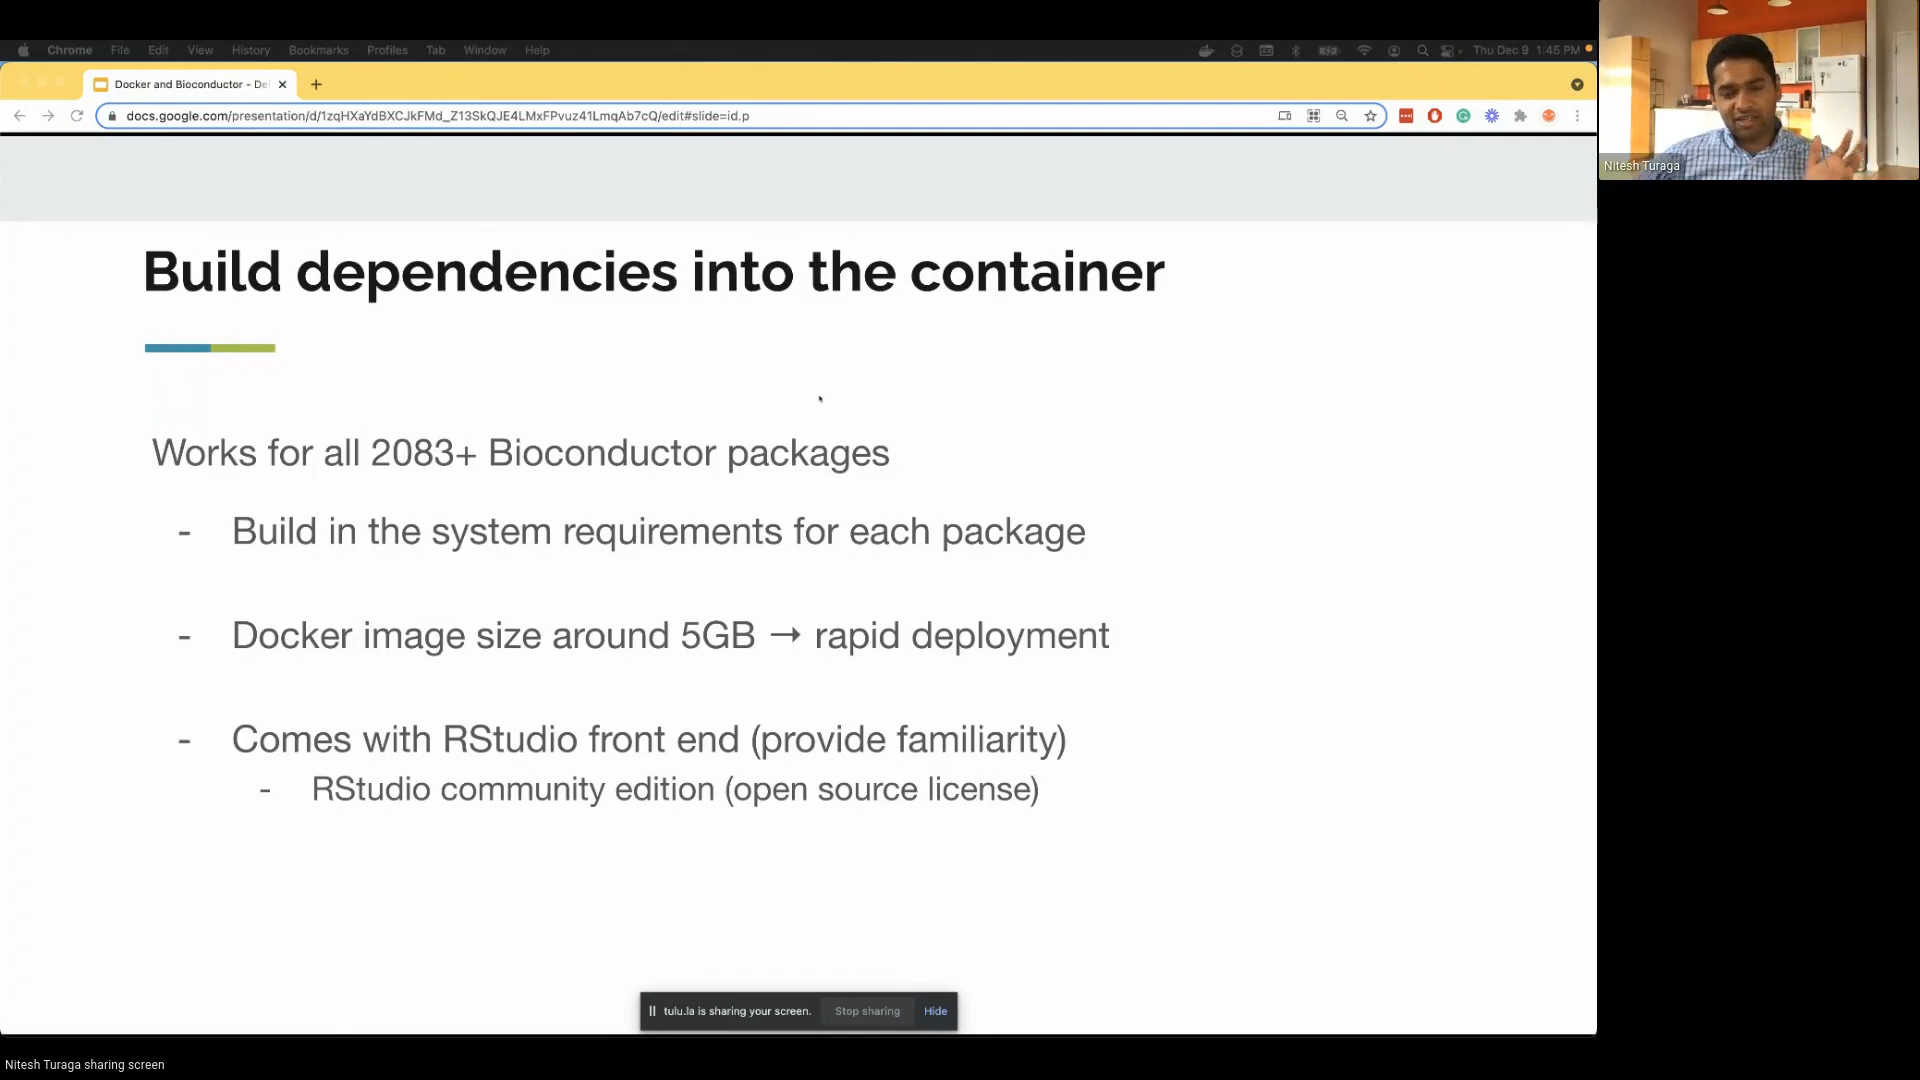 Chrome File Edit View History Bookmarks Profiles Tab Window Help Thu Dec 9 1:45 PM
Docker and Bioconductor - De
docs.google.com/presentation/d/1zqHXaYdBXCJkFMd_Z13SkQJE4LMxFPvuz41LmqAb7cQ/edit#slide=id.p
Nitesh Turaga
Build dependencies into the container
Works for all 2083+ Bioconductor packages
- Build in the system requirements for each package
- Docker image size around 5GB → rapid deployment
- Comes with RStudio front end (provide familiarity)
- RStudio community edition (open source license)
tulu.la is sharing your screen. Stop sharing Hide
Nitesh Turaga sharing screen